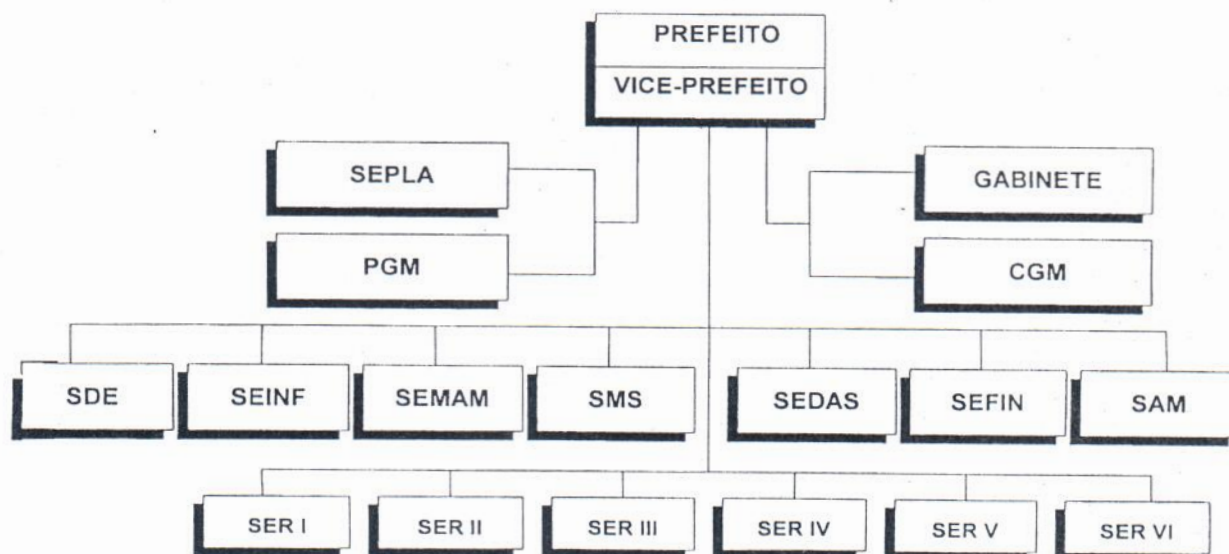 PREFEITO
VICE-PREFEITO
SEPLA
GABINETE
PGM
CGM
SDE
SEINF
SEMAM
SMS
SEDAS
SEFIN
SAM
SER I
SER II
SER III
SER IV
SER V
SER VI